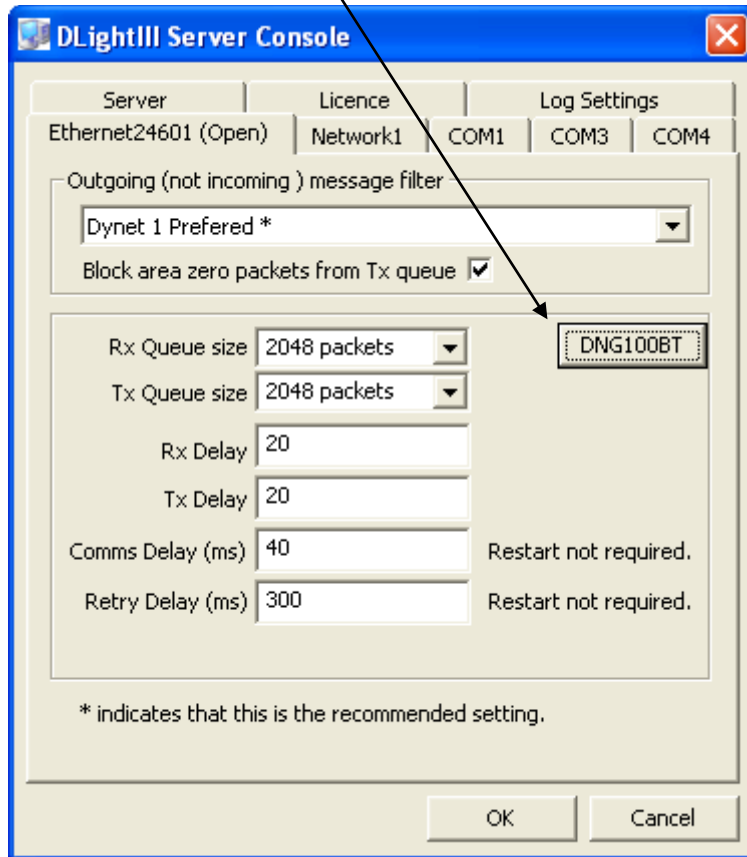 DLightIII Server Console
Server Licence Log Settings
Ethernet24601 (Open) Network1 COM1 COM3 COM4
Outgoing (not incoming ) message filter
Dynet 1 Prefered *
Block area zero packets from Tx queue
Rx Queue size 2048 packets DNG100BT
Tx Queue size 2048 packets
Rx Delay 20
Tx Delay 20
Comms Delay (ms) 40 Restart not required.
Retry Delay (ms) 300 Restart not required.
* indicates that this is the recommended setting.
OK Cancel